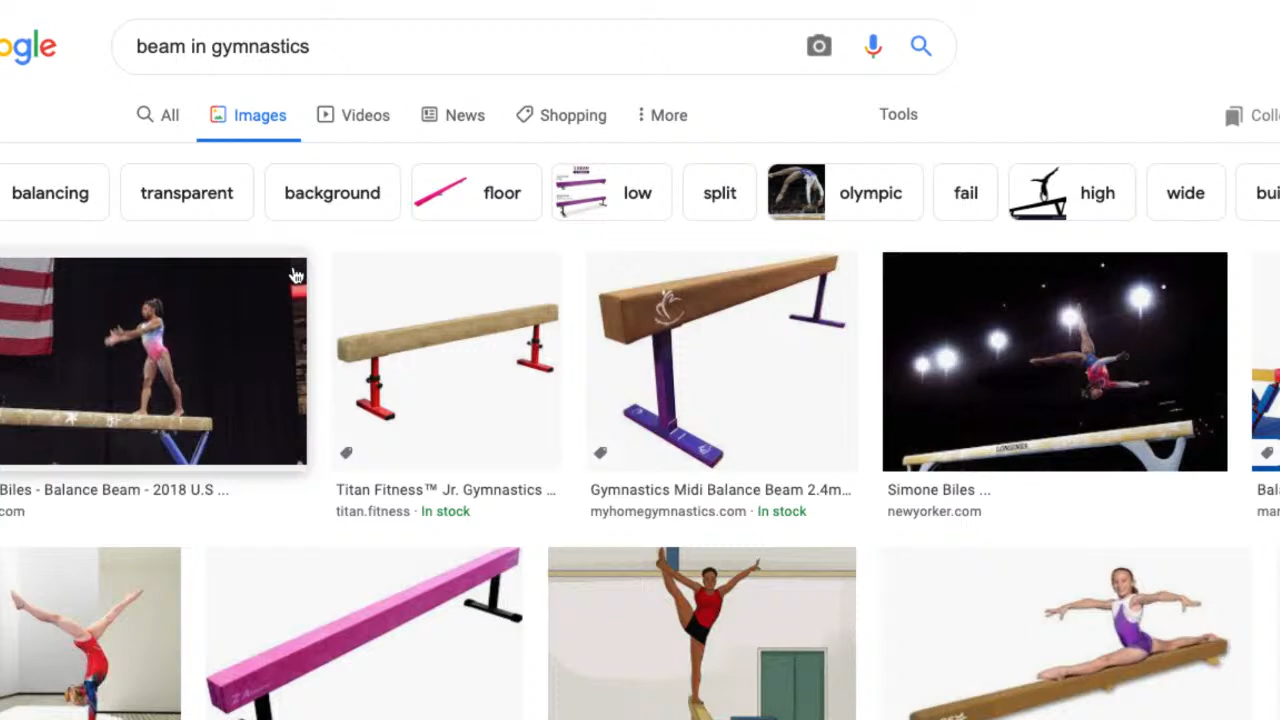 ogle
beam in gymnastics
All
Images
Videos
News
Shopping
More
Tools
Coll
balancing
transparent
background
floor
low
split
olympic
fail
high
wide
bui
Biles - Balance Beam - 2018 U.S ...
com
Titan Fitness™ Jr. Gymnastics ...
titan.fitness · In stock
Gymnastics Midi Balance Beam 2.4m...
myhomegymnastics.com · In stock
LONGINES
Simone Biles ...
newyorker.com
Bal
mar